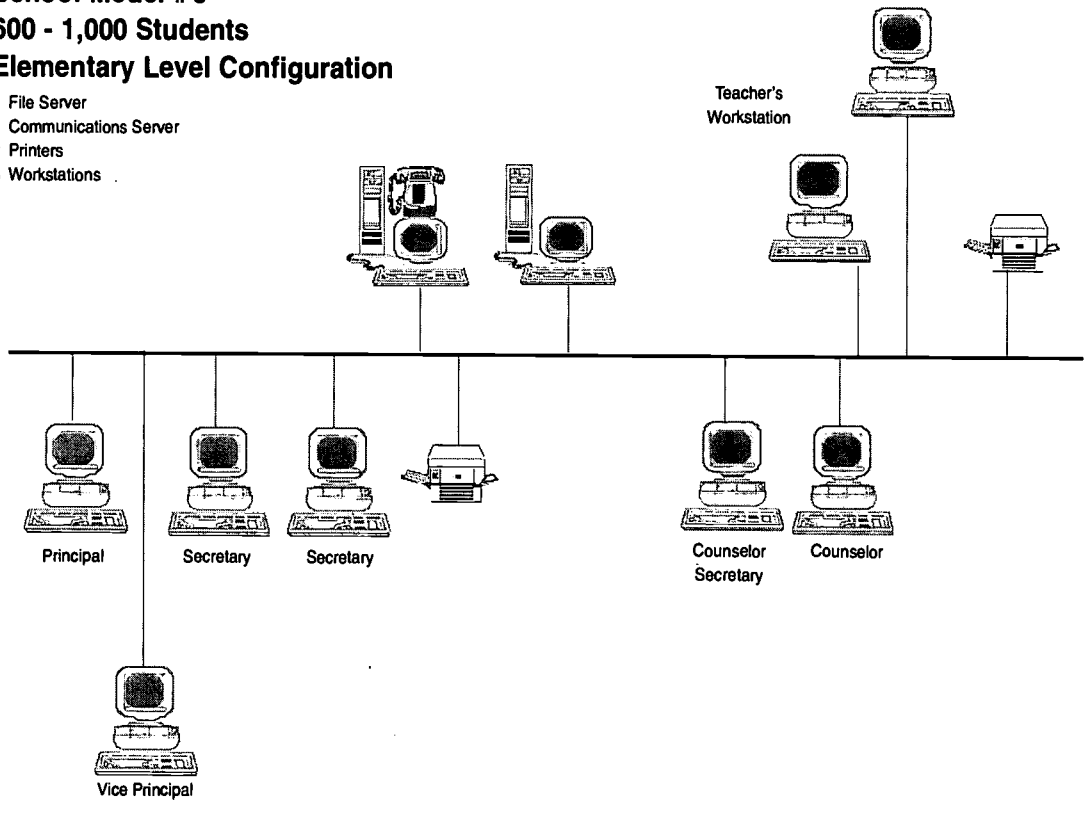 600 - 1,000 Students
Elementary Level Configuration
File Server
Communications Server
Printers
Workstations
Teacher's
Workstation
Principal
Secretary
Secretary
Counselor
Secretary
Counselor
Vice Principal